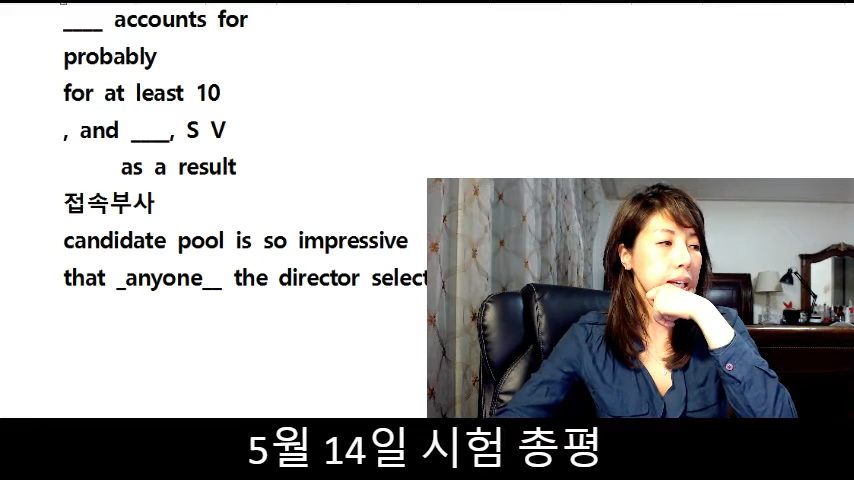 ____ accounts for
probably
for at least 10
, and ____, S V
as a result
접속부사
candidate pool is so impressive
that _anyone__ the director select
5월 14일 시험 총평